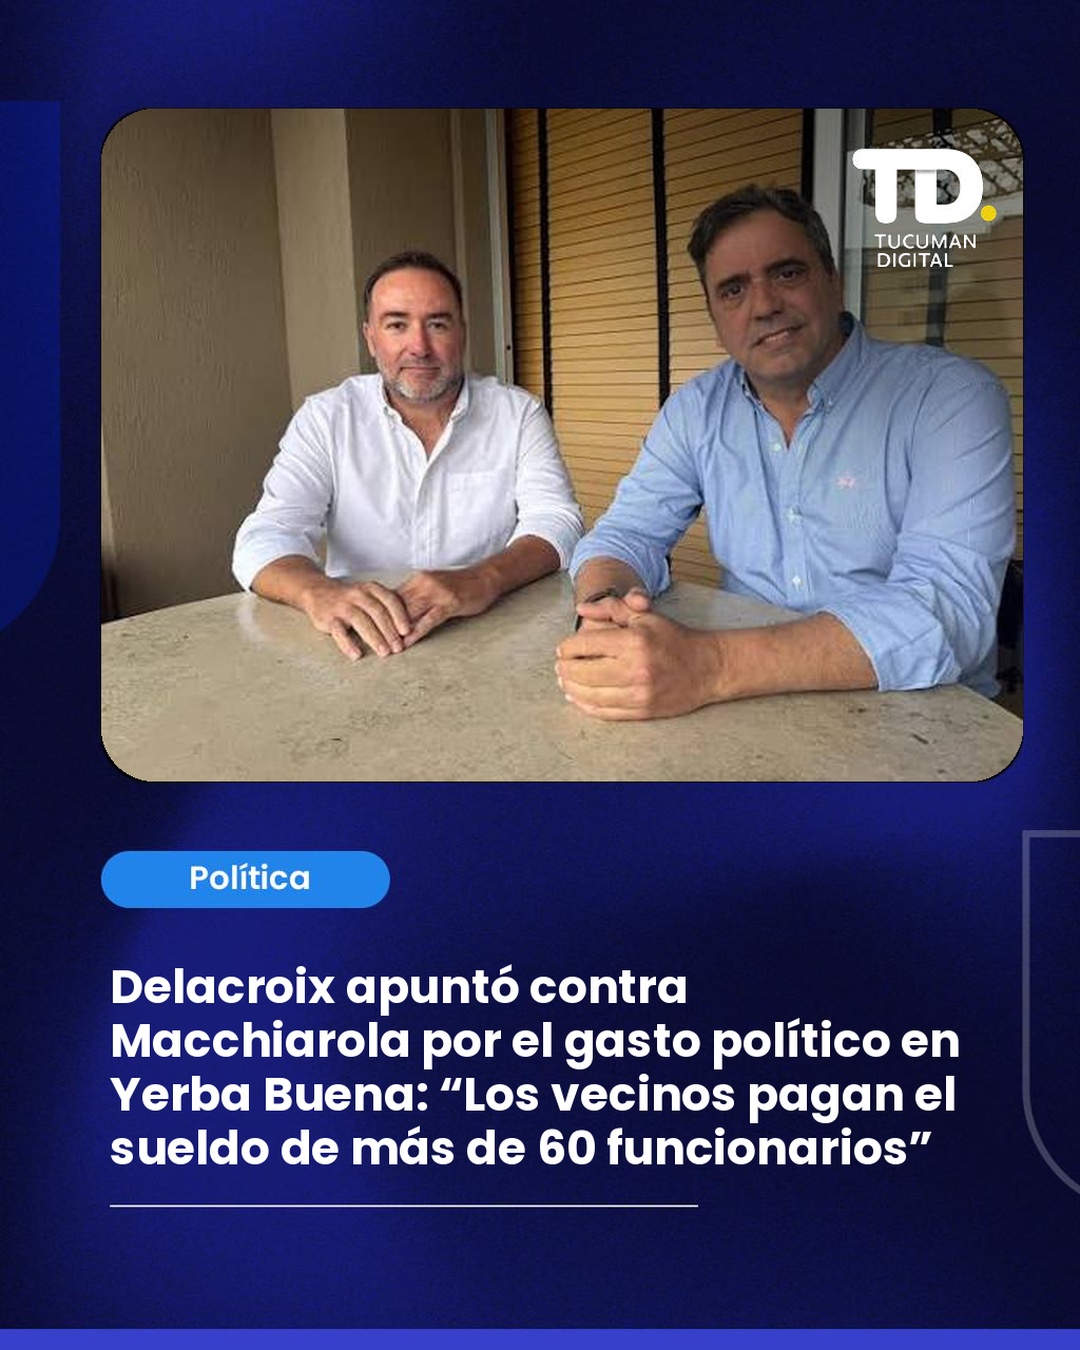 TD.
TUCUMAN
DIGITAL
Política
Delacroix apuntó contra
Macchiarola por el gasto político en
Yerba Buena: “Los vecinos pagan el
sueldo de más de 60 funcionarios”